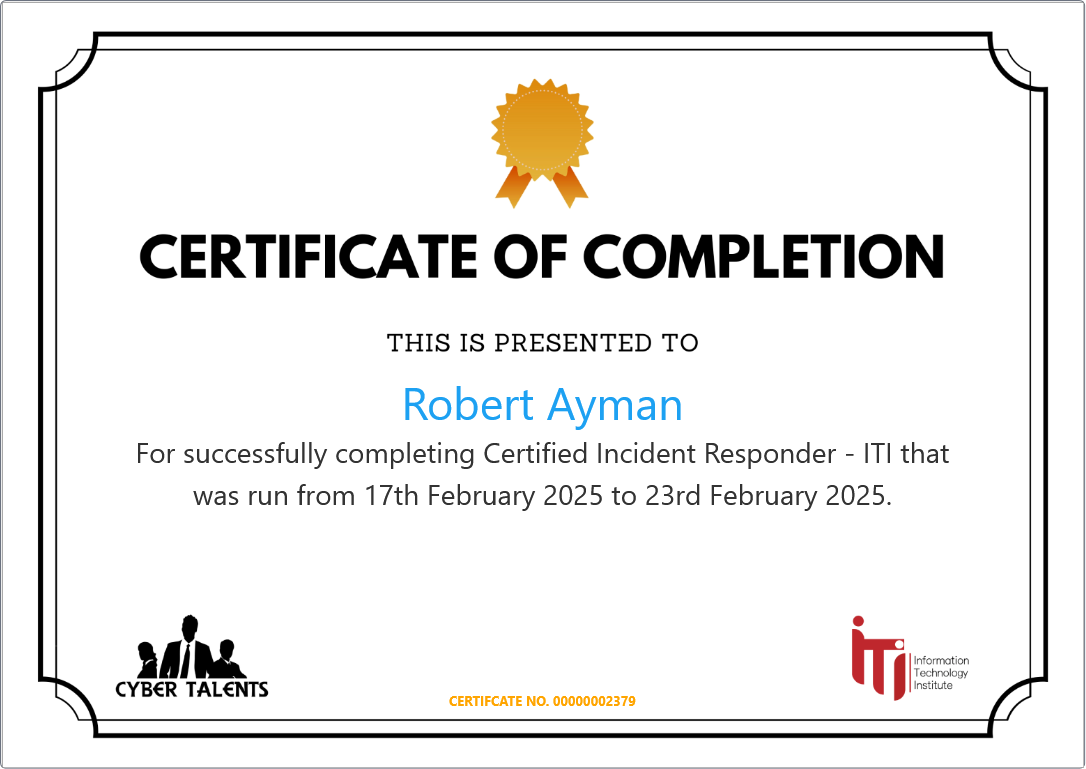 CERTIFICATE OF COMPLETION
THIS IS PRESENTED TO
Robert Ayman
For successfully completing Certified Incident Responder - ITI that
was run from 17th February 2025 to 23rd February 2025.
CYBER TALENTS
CERTIFCATE NO. 00000002379
iTi
Information
Technology
Institute